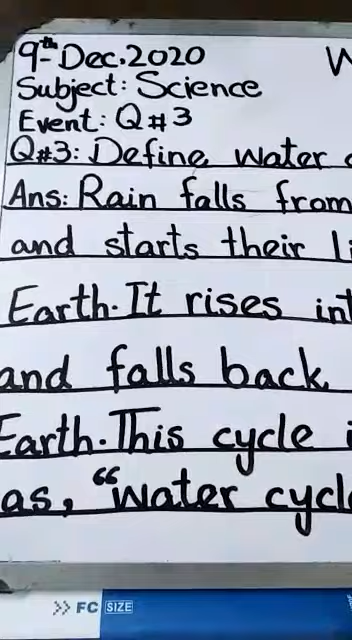 9th Dec. 2020 W
Subject: Science
Event: Q#3
Q#3: Define water
Ans: Rain falls from
and starts their
Earth. It rises
and falls back
Earth. This cycle
as, "water
>> FC SIZE